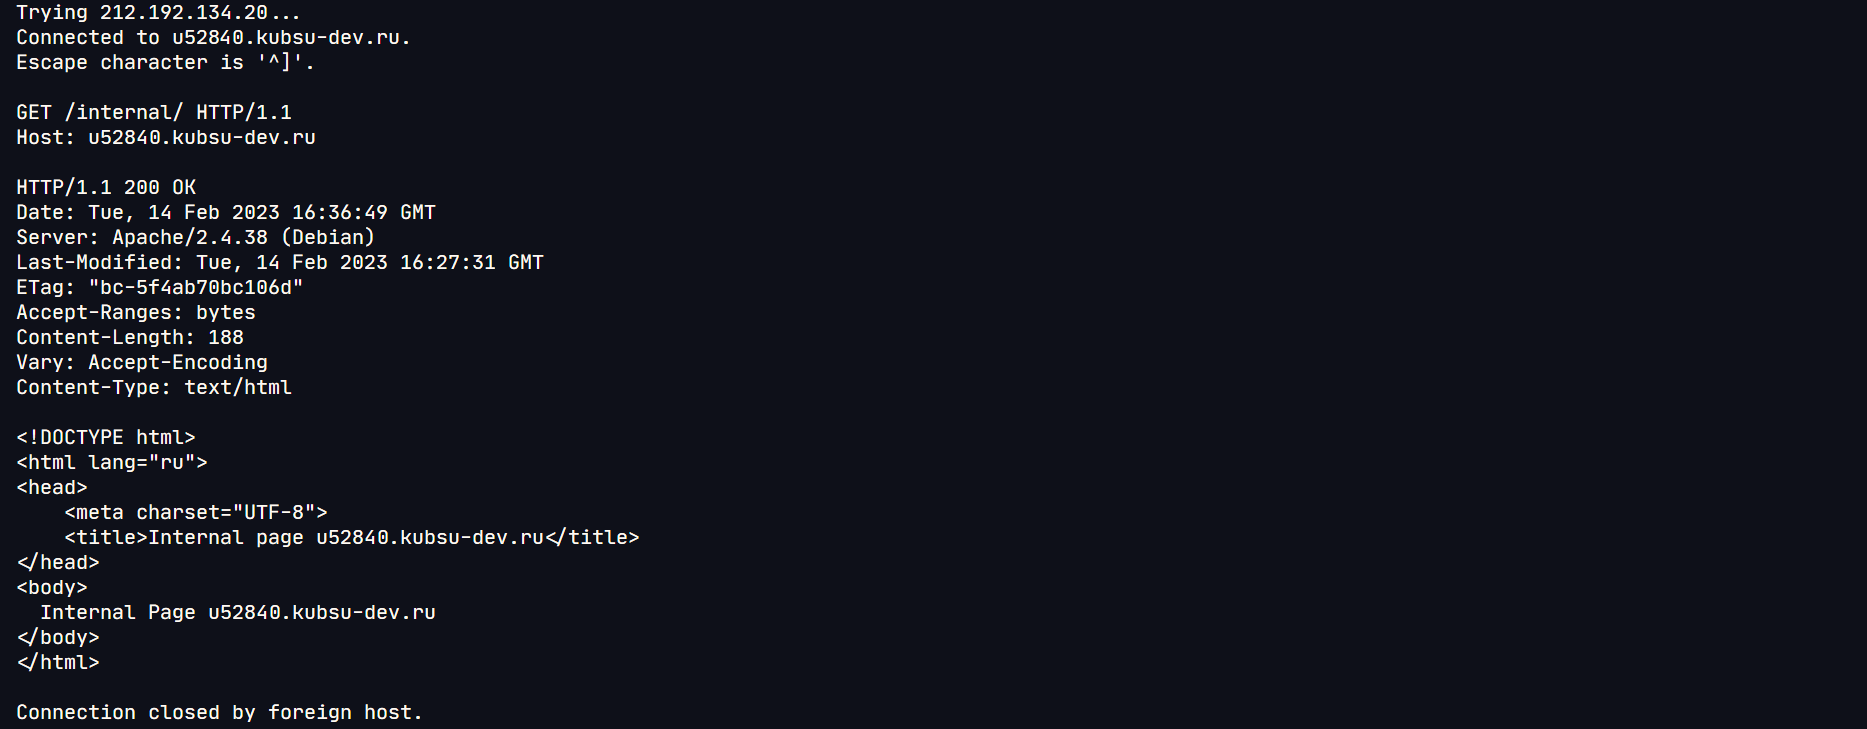 Trying 212.192.134.20...
Connected to u52840.kubsu-dev.ru.
Escape character is '^]'.
GET /internal/ HTTP/1.1
Host: u52840.kubsu-dev.ru
HTTP/1.1 200 OK
Date: Tue, 14 Feb 2023 16:36:49 GMT
Server: Apache/2.4.38 (Debian)
Last-Modified: Tue, 14 Feb 2023 16:27:31 GMT
ETag: "bc-5f4ab70bc106d"
Accept-Ranges: bytes
Content-Length: 188
Vary: Accept-Encoding
Content-Type: text/html
<!DOCTYPE html>
<html lang="ru">
<head>
    <meta charset="UTF-8">
    <title>Internal page u52840.kubsu-dev.ru</title>
</head>
<body>
  Internal Page u52840.kubsu-dev.ru
</body>
</html>
Connection closed by foreign host.